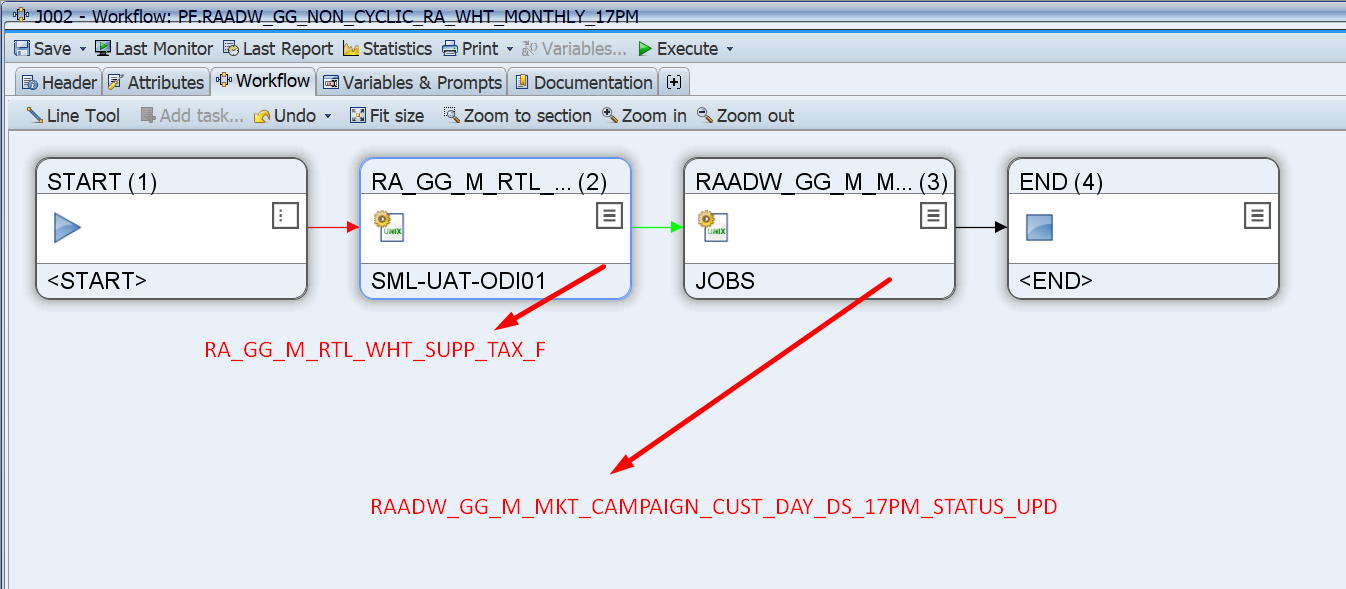 J002 - Workflow: PF.RAADW_GG_NON_CYCLIC_RA_WHT_MONTHLY_17PM
Save Last Monitor Last Report Statistics Print Variables... Execute
Header Attributes Workflow Variables & Prompts Documentation [+]
Line Tool Add task... Undo Fit size Zoom to section Zoom in Zoom out
START (1) RA_GG_M_RTL_... (2) RAADW_GG_M_M... (3) END (4)
UNIX UNIX
<START> SML-UAT-ODI01 JOBS <END>
RA_GG_M_RTL_WHT_SUPP_TAX_F
RAADW_GG_M_MKT_CAMPAIGN_CUST_DAY_DS_17PM_STATUS_UPD